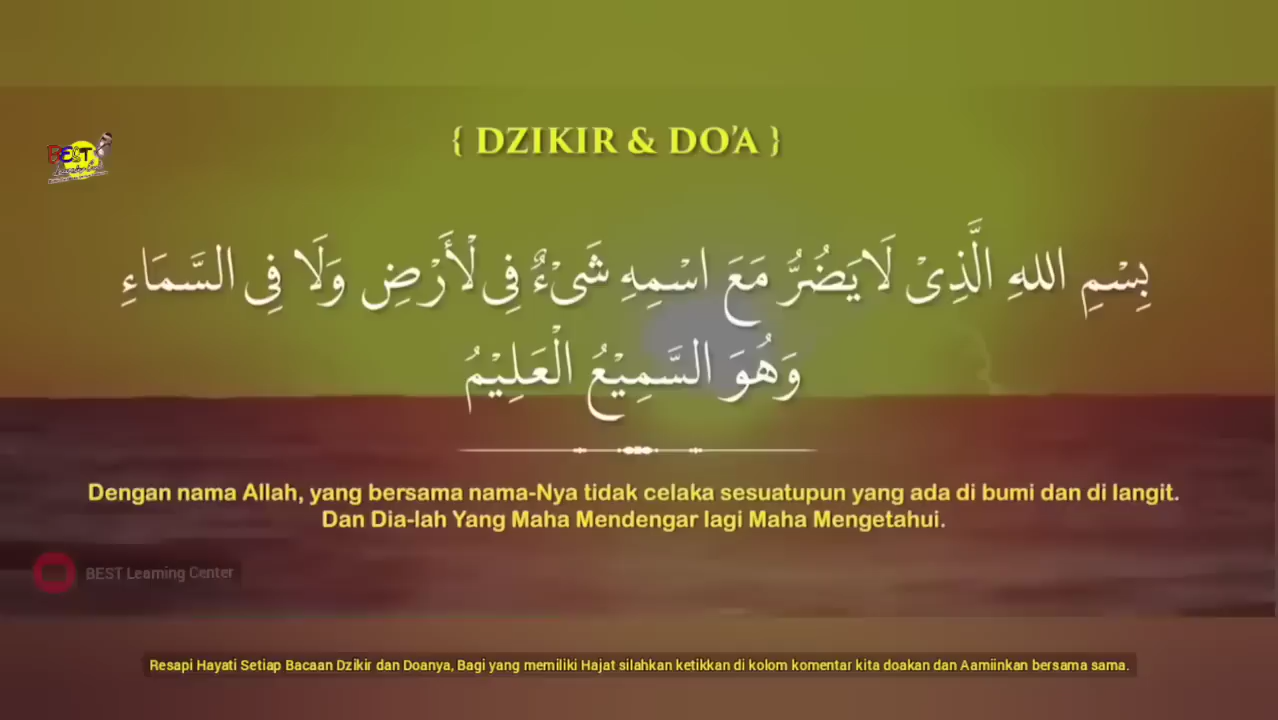 BEST
{ DZIKIR & DO'A }
بِسْمِ اللهِ الَّذِىْ لَا يَضُرُّ مَعَ اسْمِهِ شَىْءٌ فِى لْأَرْضِ وَلَا فِى السَّمَاءِ
وَهُوَ السَّمِيْعُ الْعَلِيْمُ
Dengan nama Allah, yang bersama nama-Nya tidak celaka sesuatupun yang ada di bumi dan di langit.
Dan Dia-lah Yang Maha Mendengar lagi Maha Mengetahui.
BEST Learning Center
Resapi Hayati Setiap Bacaan Dzikir dan Doanya, Bagi yang memiliki Hajat silahkan ketikkan di kolom komentar kita doakan dan Aamiinkan bersama sama.